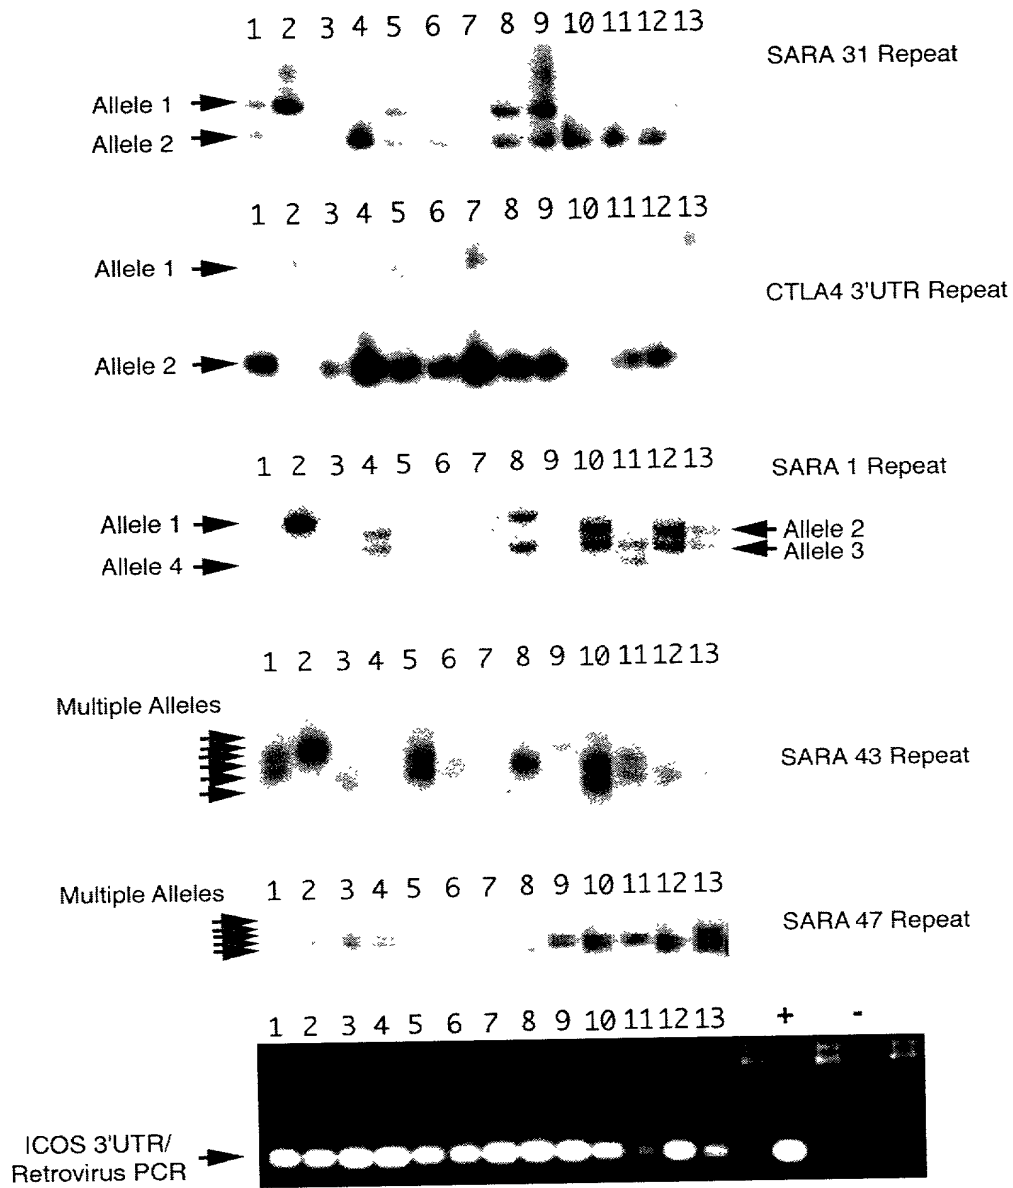 1 2 3 4 5 6 7 8 9 10 11 12 13
SARA 31 Repeat
Allele 1
Allele 2
1 2 3 4 5 6 7 8 9 10 11 12 13
Allele 1
CTLA4 3'UTR Repeat
Allele 2
1 2 3 4 5 6 7 8 9 10 11 12 13
SARA 1 Repeat
Allele 1
Allele 2
Allele 3
Allele 4
1 2 3 4 5 6 7 8 9 10 11 12 13
Multiple Alleles
SARA 43 Repeat
1 2 3 4 5 6 7 8 9 10 11 12 13
Multiple Alleles
SARA 47 Repeat
1 2 3 4 5 6 7 8 9 10 11 12 13 + -
ICOS 3'UTR/
Retrovirus PCR